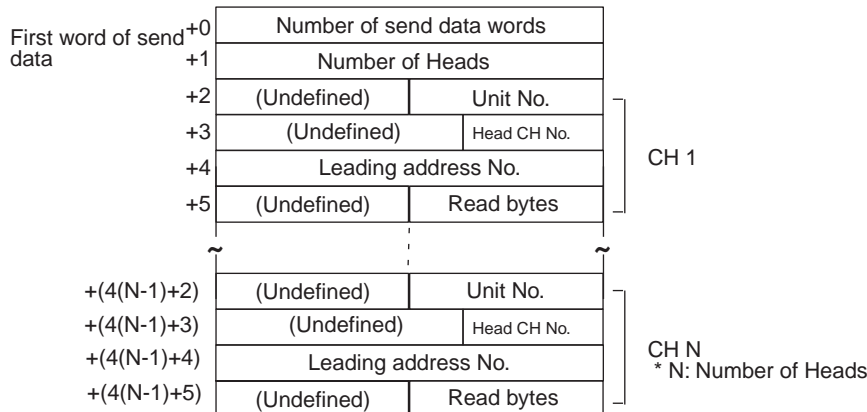 First word of send data
+0 Number of send data words
+1 Number of Heads
+2 (Undefined) Unit No.
+3 (Undefined) Head CH No.
+4 Leading address No.
+5 (Undefined) Read bytes
CH 1
~ ~
+(4(N-1)+2) (Undefined) Unit No.
+(4(N-1)+3) (Undefined) Head CH No.
+(4(N-1)+4) Leading address No.
+(4(N-1)+5) (Undefined) Read bytes
CH N
* N: Number of Heads